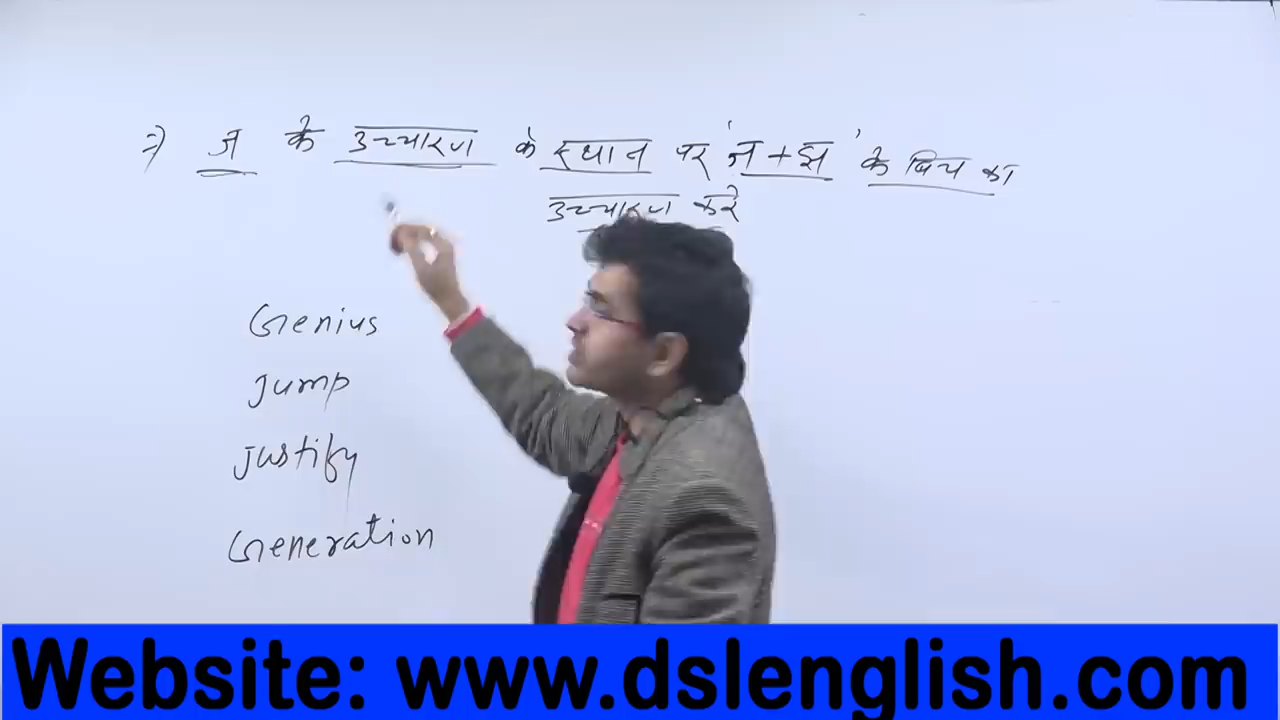 ⇒ ज के उच्चारण के स्थान पर 'ज + झ' के बिच का
उच्चारण करे
Genius
Jump
Justify
Generation
Website: www.dslenglish.com